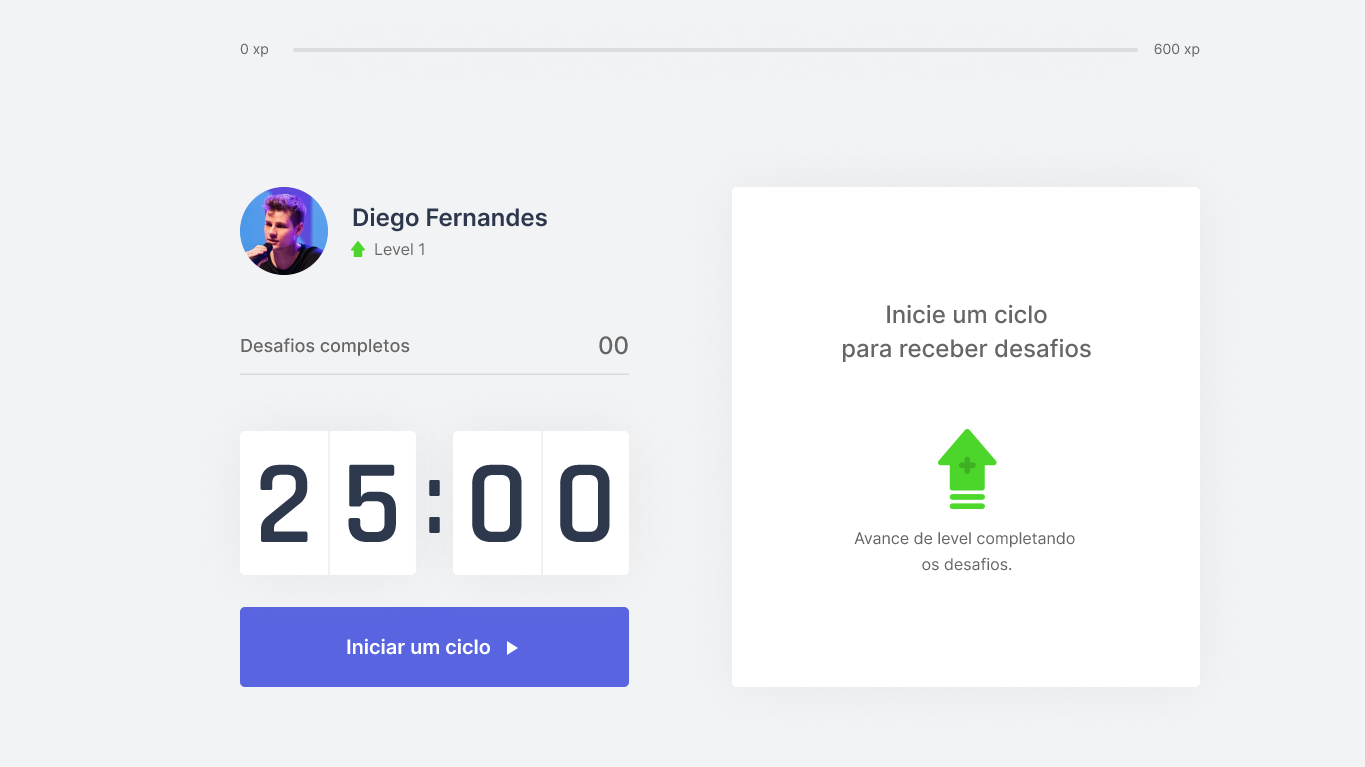 0 xp
600 xp
Diego Fernandes
Level 1
Desafios completos
00
25:00
Iniciar um ciclo
Inicie um ciclo
para receber desafios
Avance de level completando
os desafios.